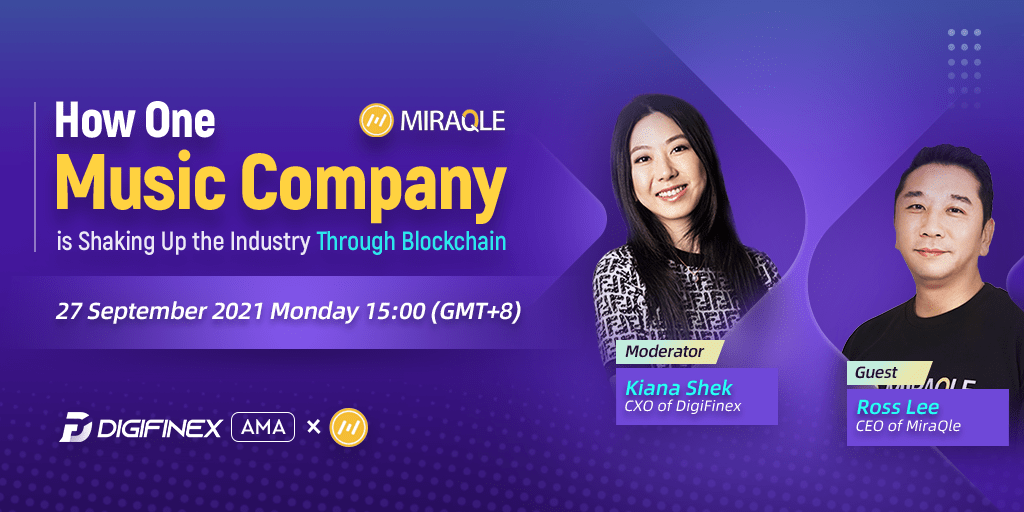 How One
MIRAQLE
Music Company
is Shaking Up the Industry Through Blockchain
27 September 2021 Monday 15:00 (GMT+8)
DIGIFINEX AMA ×
Moderator
Kiana Shek
CXO of DigiFinex
Guest
MIRAQLE
Ross Lee
CEO of MiraQle